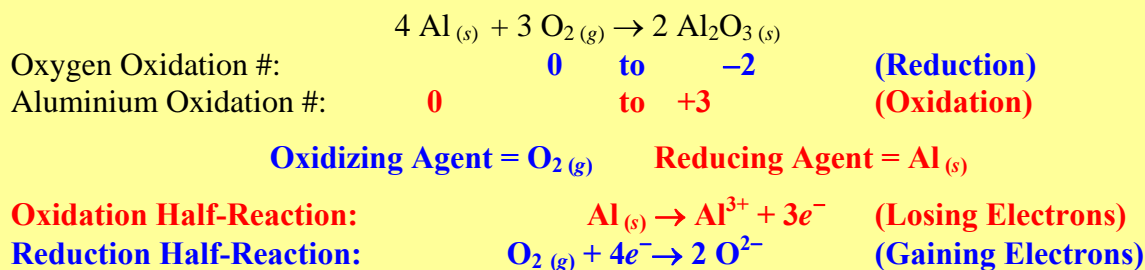 4 Al (s) + 3 O₂ (g) → 2 Al₂O₃ (s)
Oxygen Oxidation #: 0 to −2 (Reduction)
Aluminium Oxidation #: 0 to +3 (Oxidation)
Oxidizing Agent = O₂ (g) Reducing Agent = Al (s)
Oxidation Half-Reaction: Al (s) → Al³⁺ + 3e⁻ (Losing Electrons)
Reduction Half-Reaction: O₂ (g) + 4e⁻ → 2 O²⁻ (Gaining Electrons)